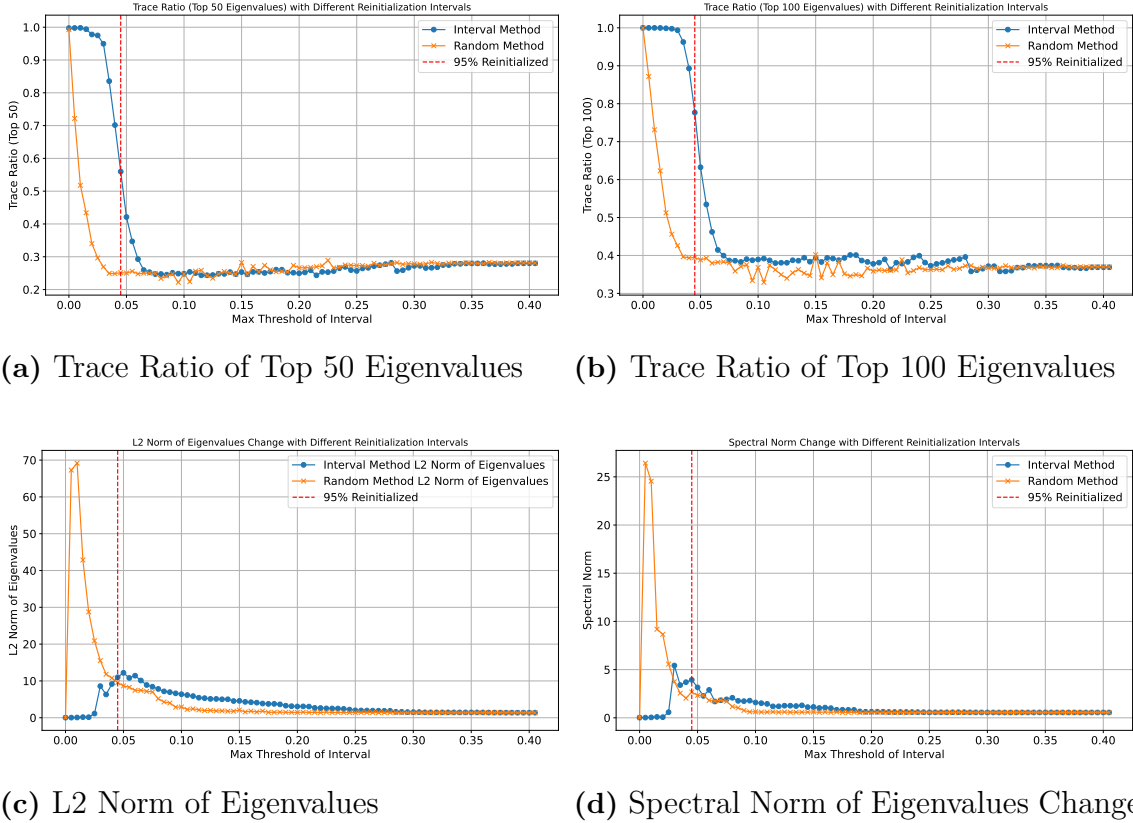 Trace Ratio (Top 50 Eigenvalues) with Different Reinitialization Intervals
Interval Method
Random Method
95% Reinitialized
Trace Ratio (Top 50)
1.0
0.9
0.8
0.7
0.6
0.5
0.4
0.3
0.2
0.00 0.05 0.10 0.15 0.20 0.25 0.30 0.35 0.40
Max Threshold of Interval
(a) Trace Ratio of Top 50 Eigenvalues
Trace Ratio (Top 100 Eigenvalues) with Different Reinitialization Intervals
Interval Method
Random Method
95% Reinitialized
Trace Ratio (Top 100)
1.0
0.9
0.8
0.7
0.6
0.5
0.4
0.3
0.00 0.05 0.10 0.15 0.20 0.25 0.30 0.35 0.40
Max Threshold of Interval
(b) Trace Ratio of Top 100 Eigenvalues
L2 Norm of Eigenvalues Change with Different Reinitialization Intervals
Interval Method L2 Norm of Eigenvalues
Random Method L2 Norm of Eigenvalues
95% Reinitialized
L2 Norm of Eigenvalues
70
60
50
40
30
20
10
0
0.00 0.05 0.10 0.15 0.20 0.25 0.30 0.35 0.40
Max Threshold of Interval
(c) L2 Norm of Eigenvalues
Spectral Norm Change with Different Reinitialization Intervals
Interval Method
Random Method
95% Reinitialized
Spectral Norm
25
20
15
10
5
0
0.00 0.05 0.10 0.15 0.20 0.25 0.30 0.35 0.40
Max Threshold of Interval
(d) Spectral Norm of Eigenvalues Change